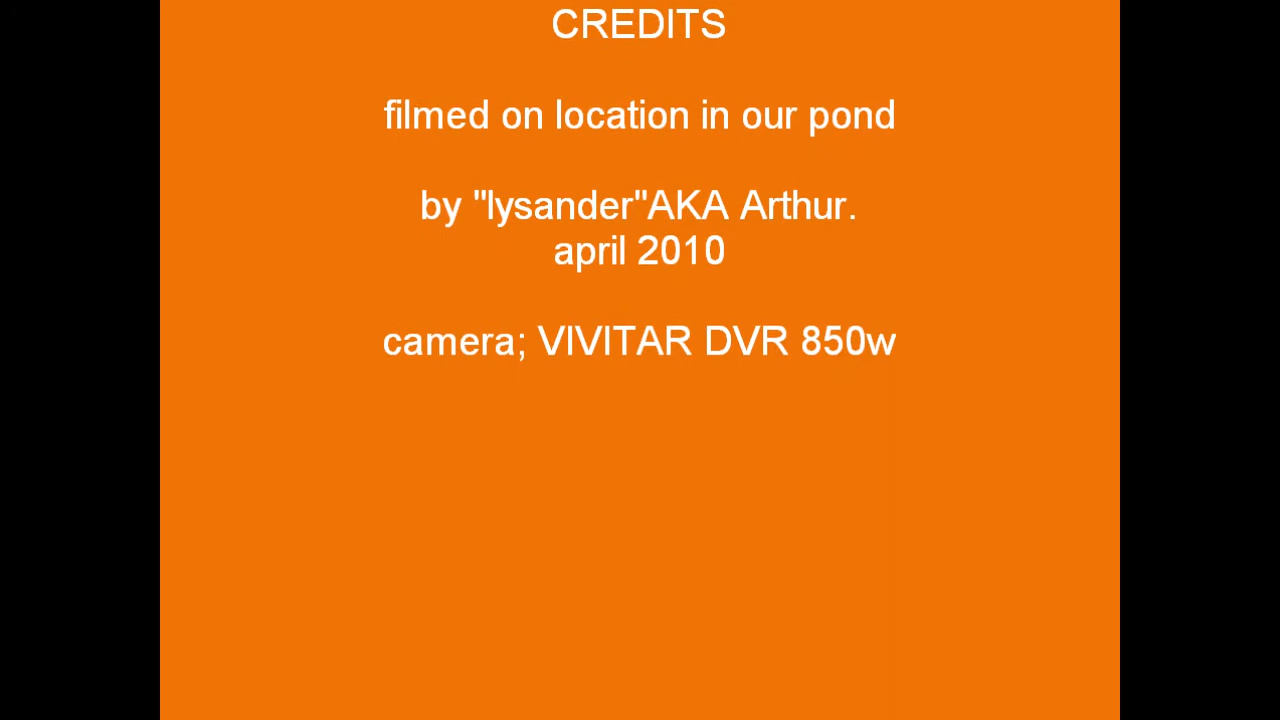 CREDITS
filmed on location in our pond
by "lysander"AKA Arthur.
april 2010
camera; VIVITAR DVR 850w